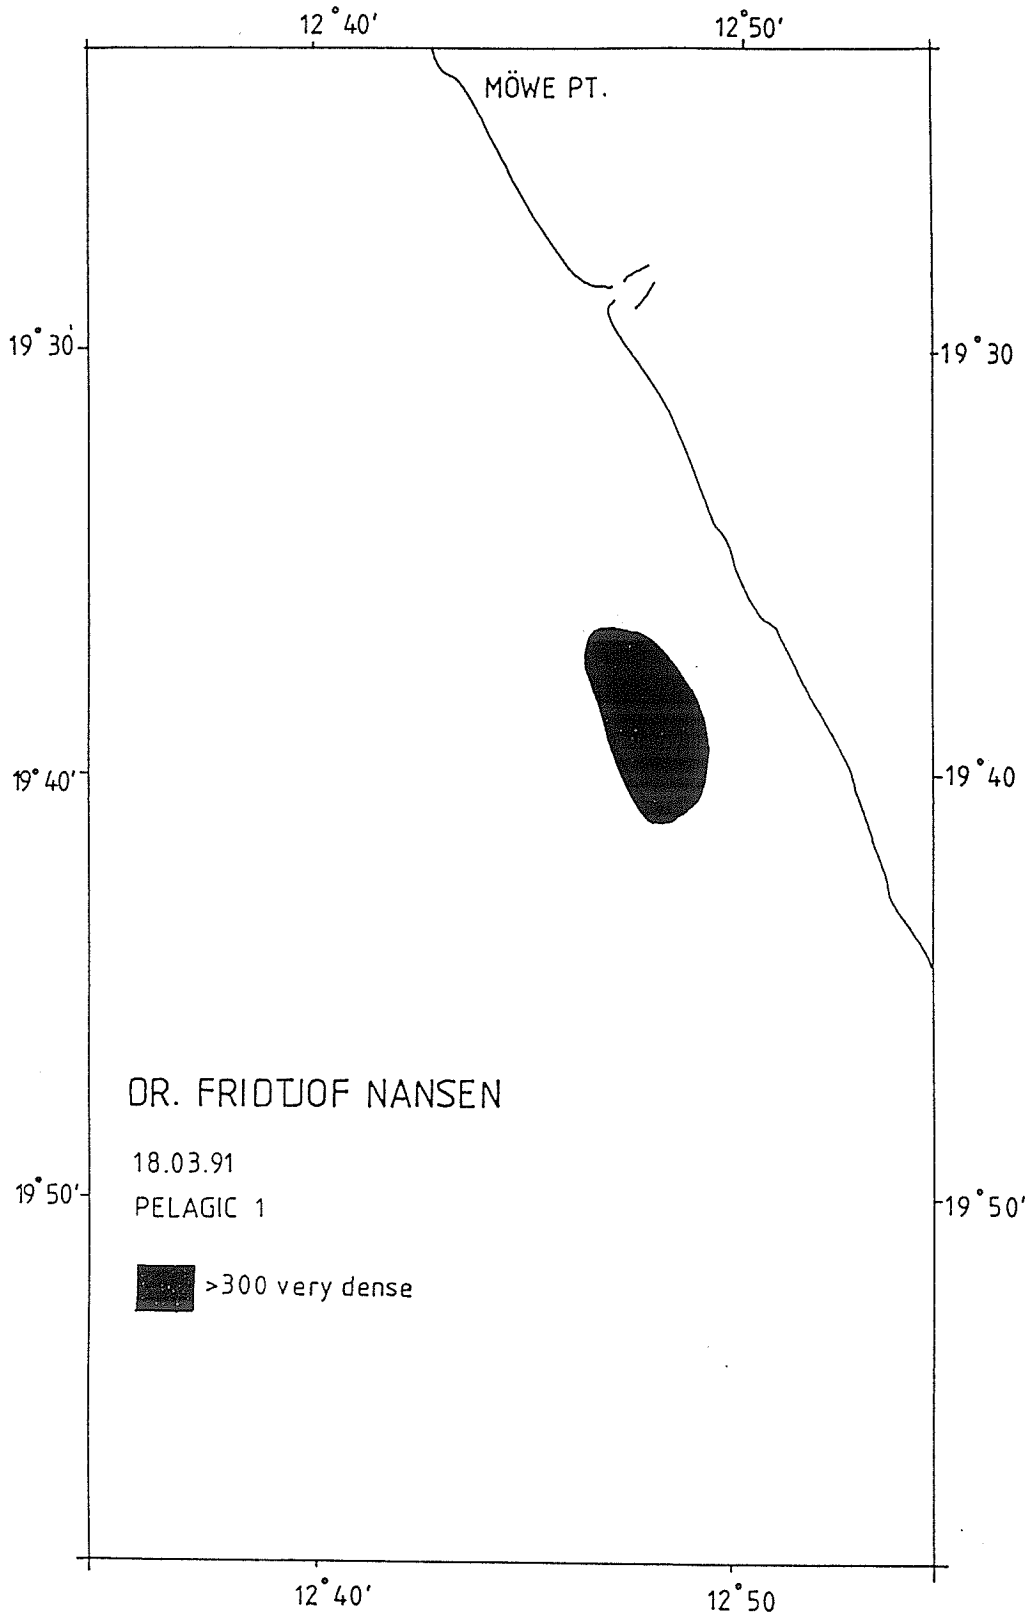 12°40'
12°50'
MÖWE PT.
19°30'
19°30
19°40'
19°40
DR. FRIDTJOF NANSEN
18.03.91
19°50'
19°50'
PELAGIC 1
>300 very dense
12°40'
12°50